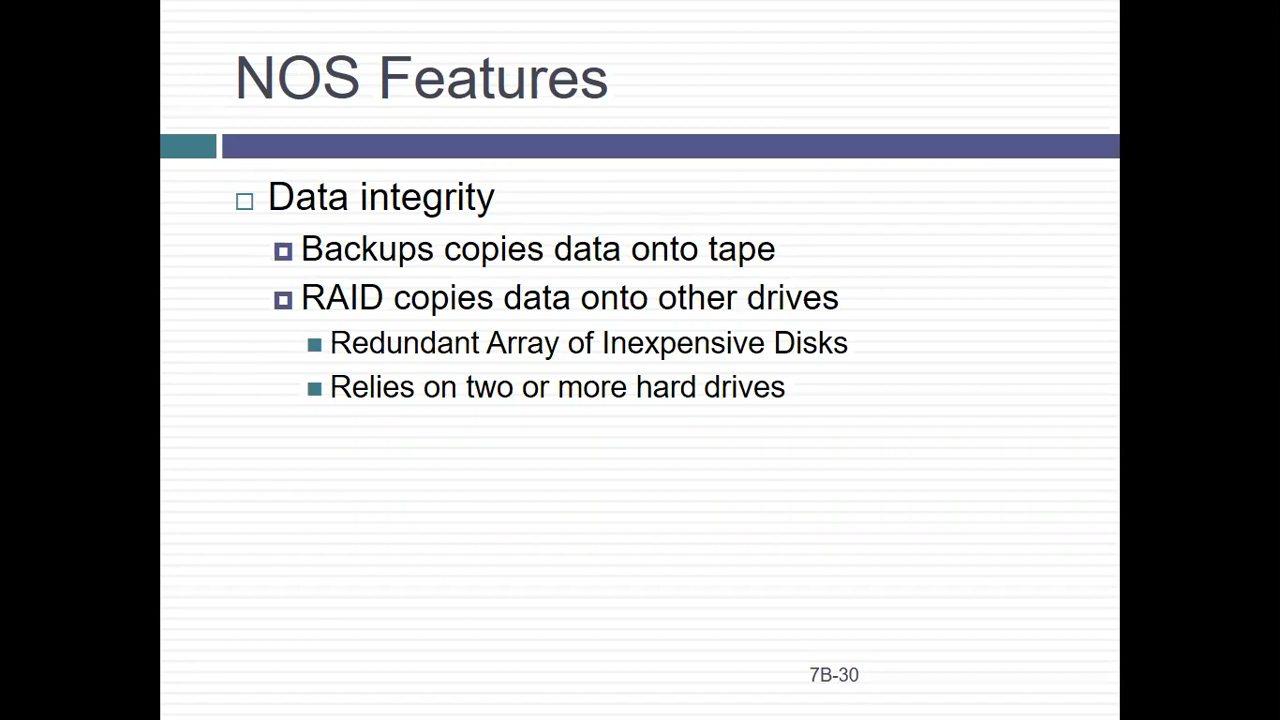 NOS Features
Data integrity
Backups copies data onto tape
RAID copies data onto other drives
Redundant Array of Inexpensive Disks
Relies on two or more hard drives
7B-30